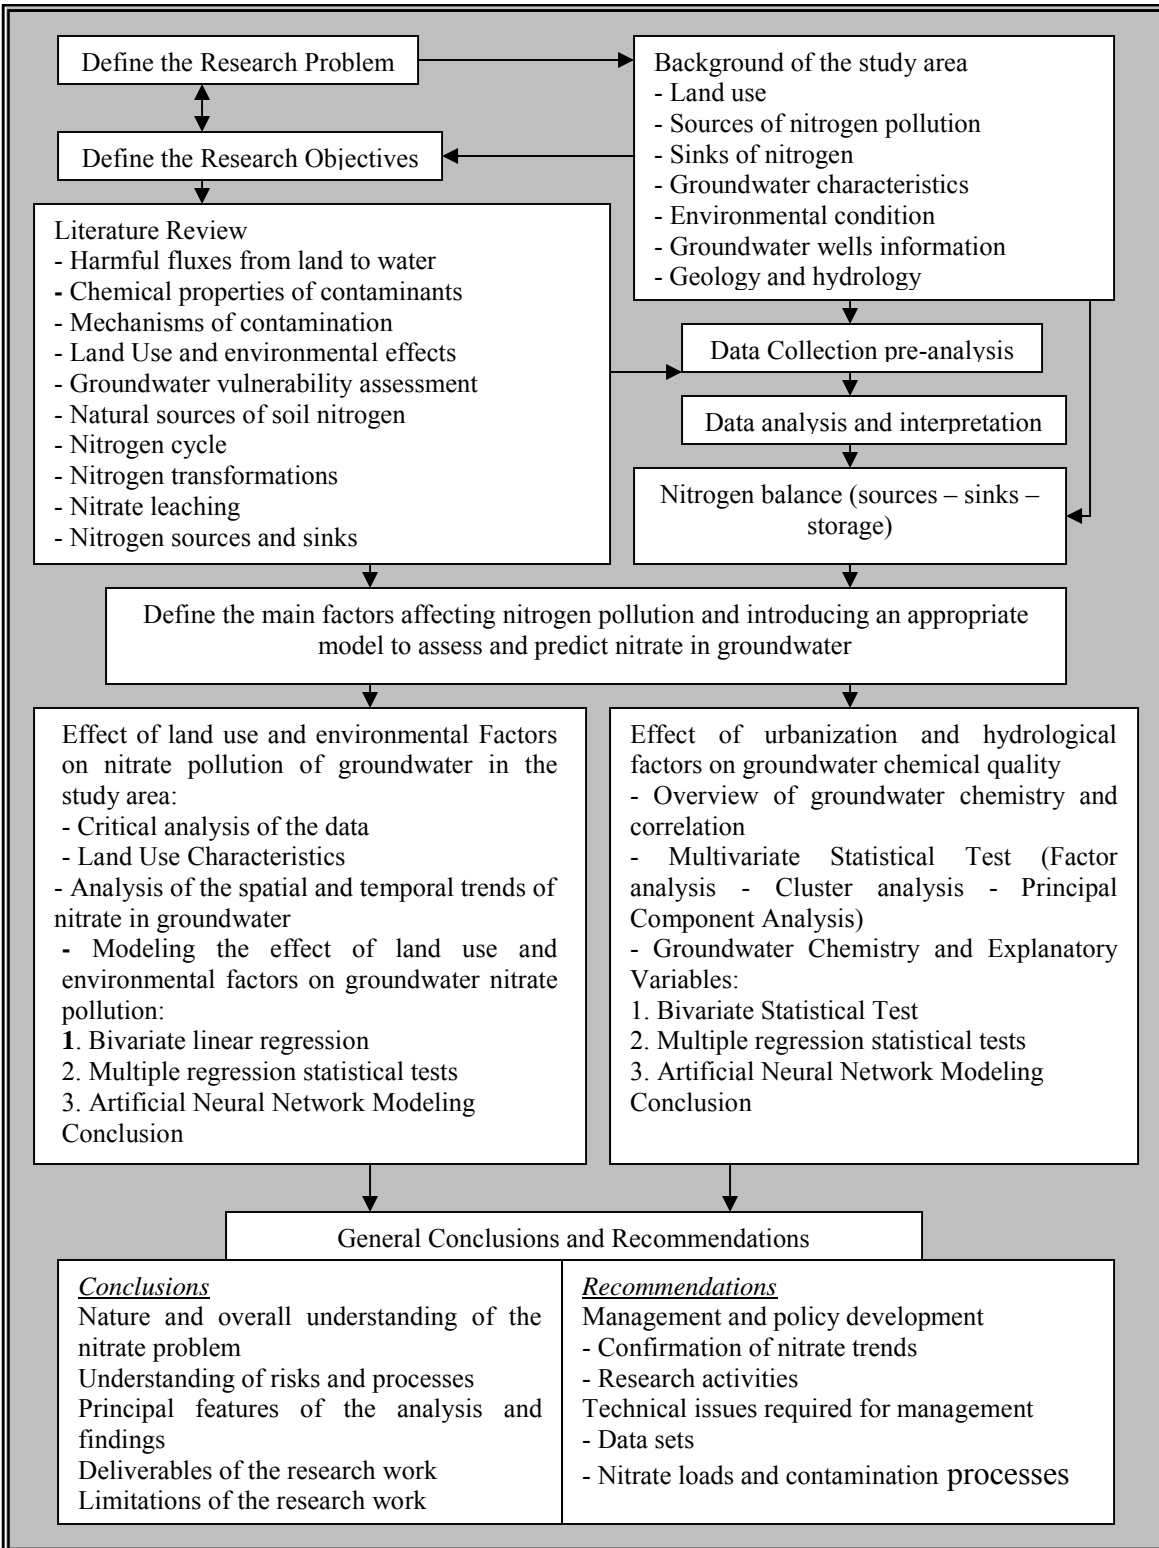 Define the Research Problem
Background of the study area
- Land use
- Sources of nitrogen pollution
- Sinks of nitrogen
- Groundwater characteristics
- Environmental condition
- Groundwater wells information
- Geology and hydrology
Define the Research Objectives
Literature Review
- Harmful fluxes from land to water
- Chemical properties of contaminants
- Mechanisms of contamination
- Land Use and environmental effects
- Groundwater vulnerability assessment
- Natural sources of soil nitrogen
- Nitrogen cycle
- Nitrogen transformations
- Nitrate leaching
- Nitrogen sources and sinks
Data Collection pre-analysis
Data analysis and interpretation
Nitrogen balance (sources – sinks –
storage)
Define the main factors affecting nitrogen pollution and introducing an appropriate
model to assess and predict nitrate in groundwater
Effect of land use and environmental Factors
on nitrate pollution of groundwater in the
study area:
- Critical analysis of the data
- Land Use Characteristics
- Analysis of the spatial and temporal trends of
nitrate in groundwater
- Modeling the effect of land use and
environmental factors on groundwater nitrate
pollution:
1. Bivariate linear regression
2. Multiple regression statistical tests
3. Artificial Neural Network Modeling
Conclusion
Effect of urbanization and hydrological
factors on groundwater chemical quality
- Overview of groundwater chemistry and
correlation
- Multivariate Statistical Test (Factor
analysis - Cluster analysis - Principal
Component Analysis)
- Groundwater Chemistry and Explanatory
Variables:
1. Bivariate Statistical Test
2. Multiple regression statistical tests
3. Artificial Neural Network Modeling
Conclusion
General Conclusions and Recommendations
Conclusions
Nature and overall understanding of the
nitrate problem
Understanding of risks and processes
Principal features of the analysis and
findings
Deliverables of the research work
Limitations of the research work
Recommendations
Management and policy development
- Confirmation of nitrate trends
- Research activities
Technical issues required for management
- Data sets
- Nitrate loads and contamination processes